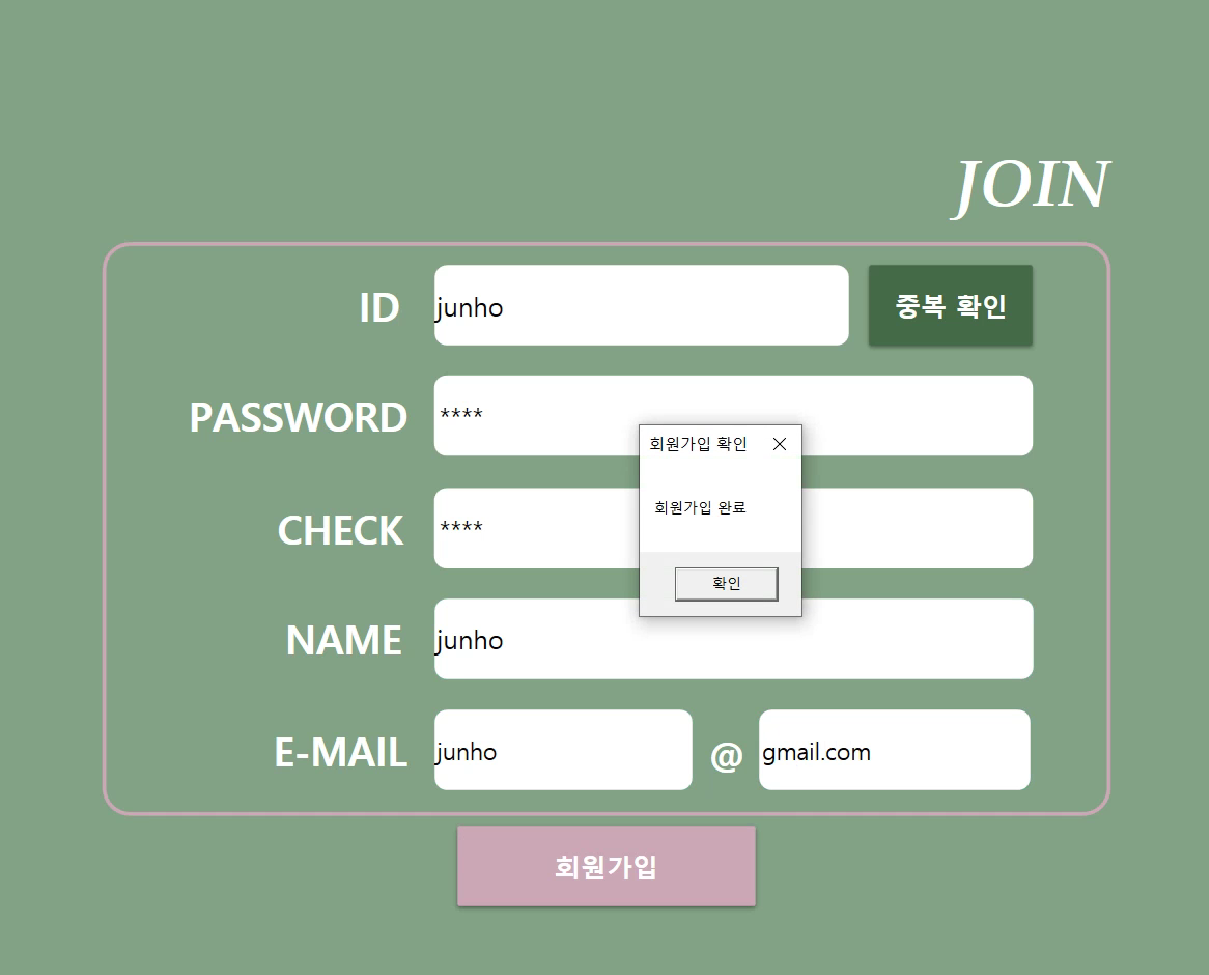 JOIN
ID junho 중복 확인
PASSWORD ****
회원가입 확인
회원가입 완료
확인
CHECK ****
NAME junho
E-MAIL junho @ gmail.com
회원가입